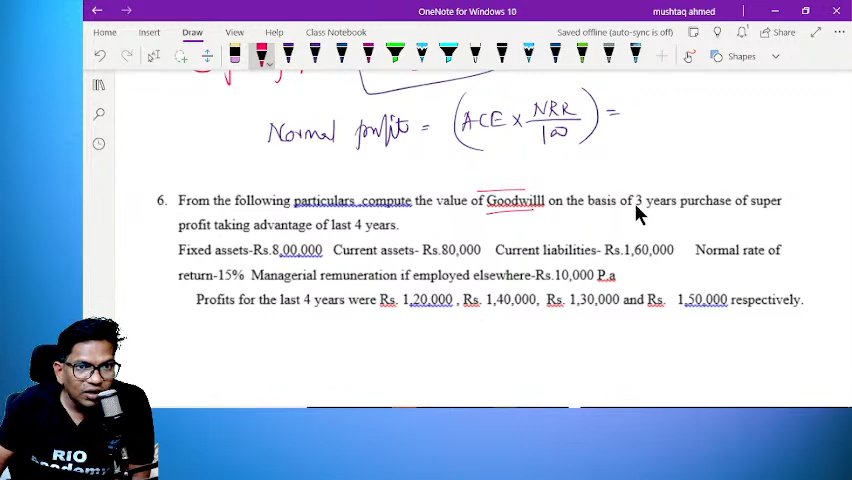 OneNote for Windows 10
mushtaq ahmed
Home Insert Draw View Help Class Notebook
Saved offline (auto-sync is off)
Share
Shapes
Normal profit = (ACE x NRR/100) =
6. From the following particulars compute the value of Goodwilll on the basis of 3 years purchase of super
profit taking advantage of last 4 years.
Fixed assets-Rs.8,00,000 Current assets- Rs.80,000 Current liabilities- Rs.1,60,000 Normal rate of
return-15% Managerial remuneration if employed elsewhere-Rs.10,000 P.a
Profits for the last 4 years were Rs. 1,20,000 , Rs. 1,40,000, Rs. 1,30,000 and Rs. 1,50,000 respectively.
RIO
Academy